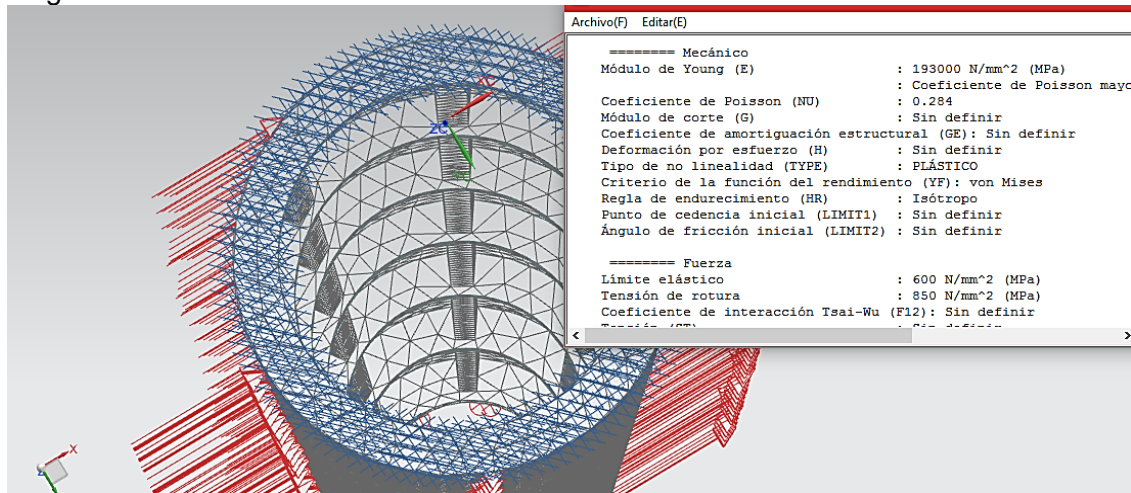 Archivo(F) Editar(E)
======== Mecánico
Módulo de Young (E) : 193000 N/mm^2 (MPa)
: Coeficiente de Poisson mayo
Coeficiente de Poisson (NU) : 0.284
Módulo de corte (G) : Sin definir
Coeficiente de amortiguación estructural (GE): Sin definir
Deformación por esfuerzo (H) : Sin definir
Tipo de no linealidad (TYPE) : PLÁSTICO
Criterio de la función del rendimiento (YF): von Mises
Regla de endurecimiento (HR) : Isótropo
Punto de cedencia inicial (LIMIT1) : Sin definir
Ángulo de fricción inicial (LIMIT2) : Sin definir
======== Fuerza
Límite elástico : 600 N/mm^2 (MPa)
Tensión de rotura : 850 N/mm^2 (MPa)
Coeficiente de interacción Tsai-Wu (F12): Sin definir
XC
ZC
X